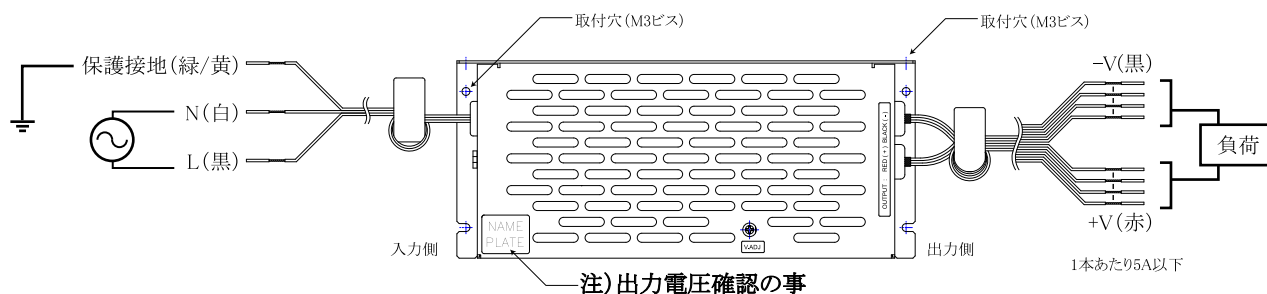 取付穴(M3ビス)
取付穴(M3ビス)
保護接地(緑/黄)
N(白)
L(黒)
−V(黒)
負荷
+V(赤)
OUTPUT : RED(+) BLACK(-)
NAME
PLATE
V.ADJ
入力側
出力側
1本あたり5A以下
注)出力電圧確認の事